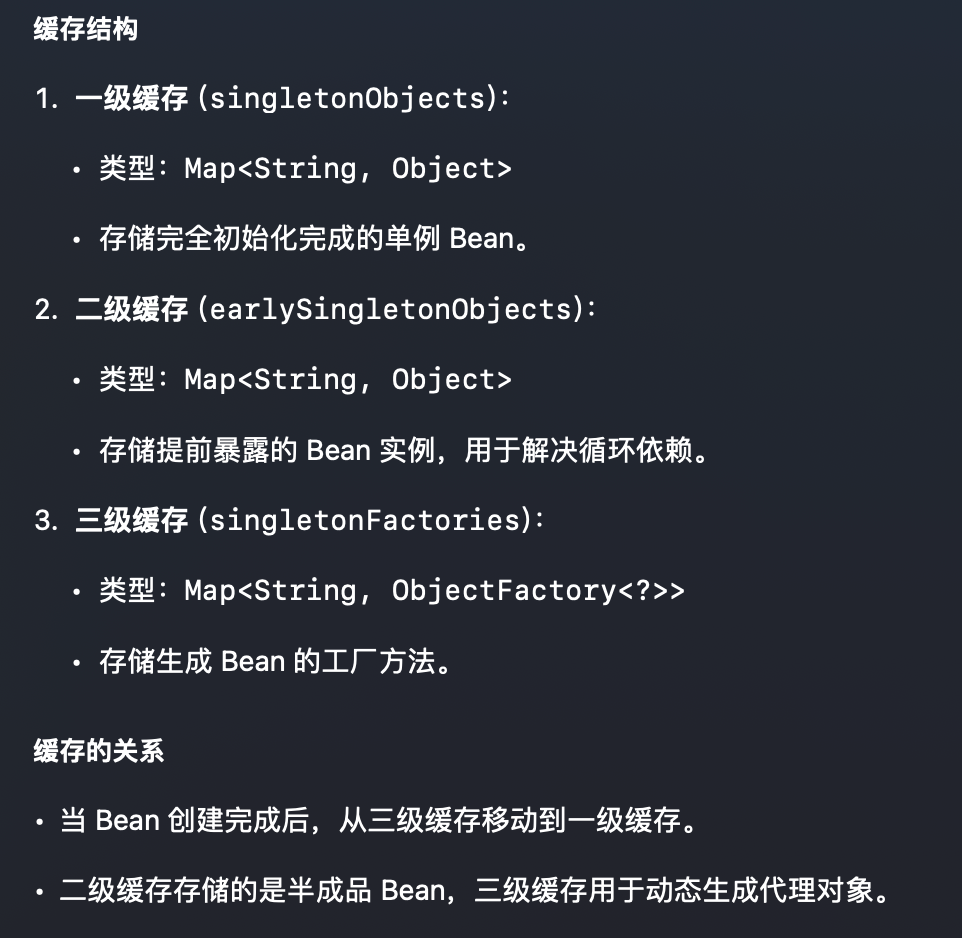 缓存结构
1. 一级缓存 (singletonObjects)：
• 类型：Map<String, Object>
• 存储完全初始化完成的单例 Bean。
2. 二级缓存 (earlySingletonObjects)：
• 类型：Map<String, Object>
• 存储提前暴露的 Bean 实例，用于解决循环依赖。
3. 三级缓存 (singletonFactories)：
• 类型：Map<String, ObjectFactory<?>>
• 存储生成 Bean 的工厂方法。
缓存的关系
• 当 Bean 创建完成后，从三级缓存移动到一级缓存。
• 二级缓存存储的是半成品 Bean，三级缓存用于动态生成代理对象。